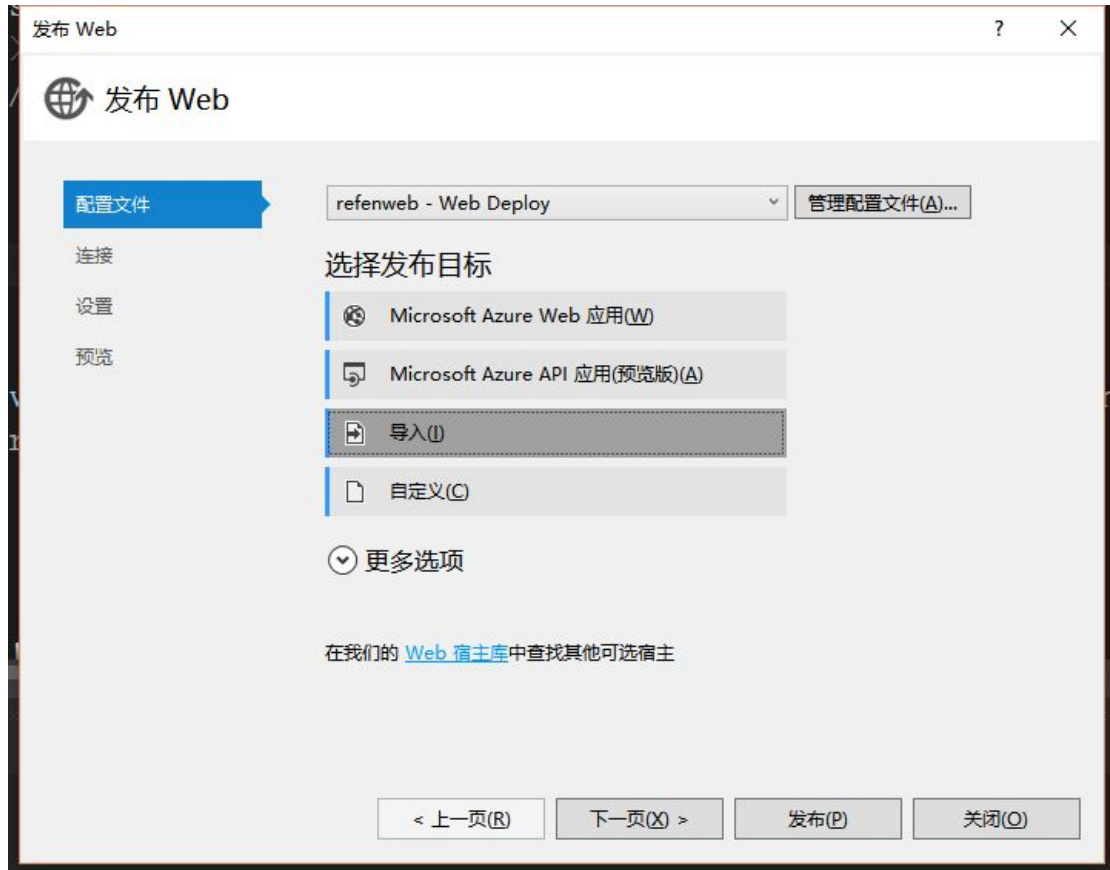 发布 Web
? ×
发布 Web
配置文件
refenweb - Web Deploy
管理配置文件(A)...
连接
设置
预览
选择发布目标
Microsoft Azure Web 应用(W)
Microsoft Azure API 应用(预览版)(A)
导入(I)
自定义(C)
更多选项
在我们的 Web 宿主库中查找其他可选宿主
< 上一页(R)
下一页(X) >
发布(P)
关闭(O)